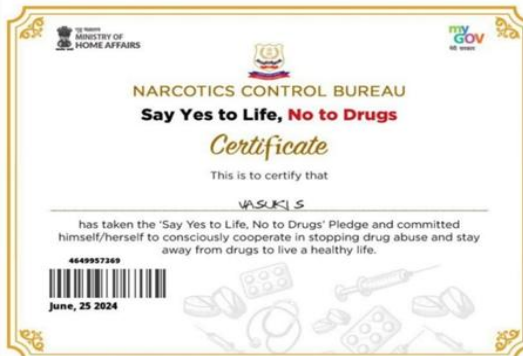 MINISTRY OF
HOME AFFAIRS
my
GOV
मेरी सरकार
NARCOTICS CONTROL BUREAU
Say Yes to Life, No to Drugs
Certificate
This is to certify that
VASUKI S
has taken the 'Say Yes to Life, No to Drugs' Pledge and committed
himself/herself to consciously cooperate in stopping drug abuse and stay
away from drugs to live a healthy life.
4649957369
June, 25 2024